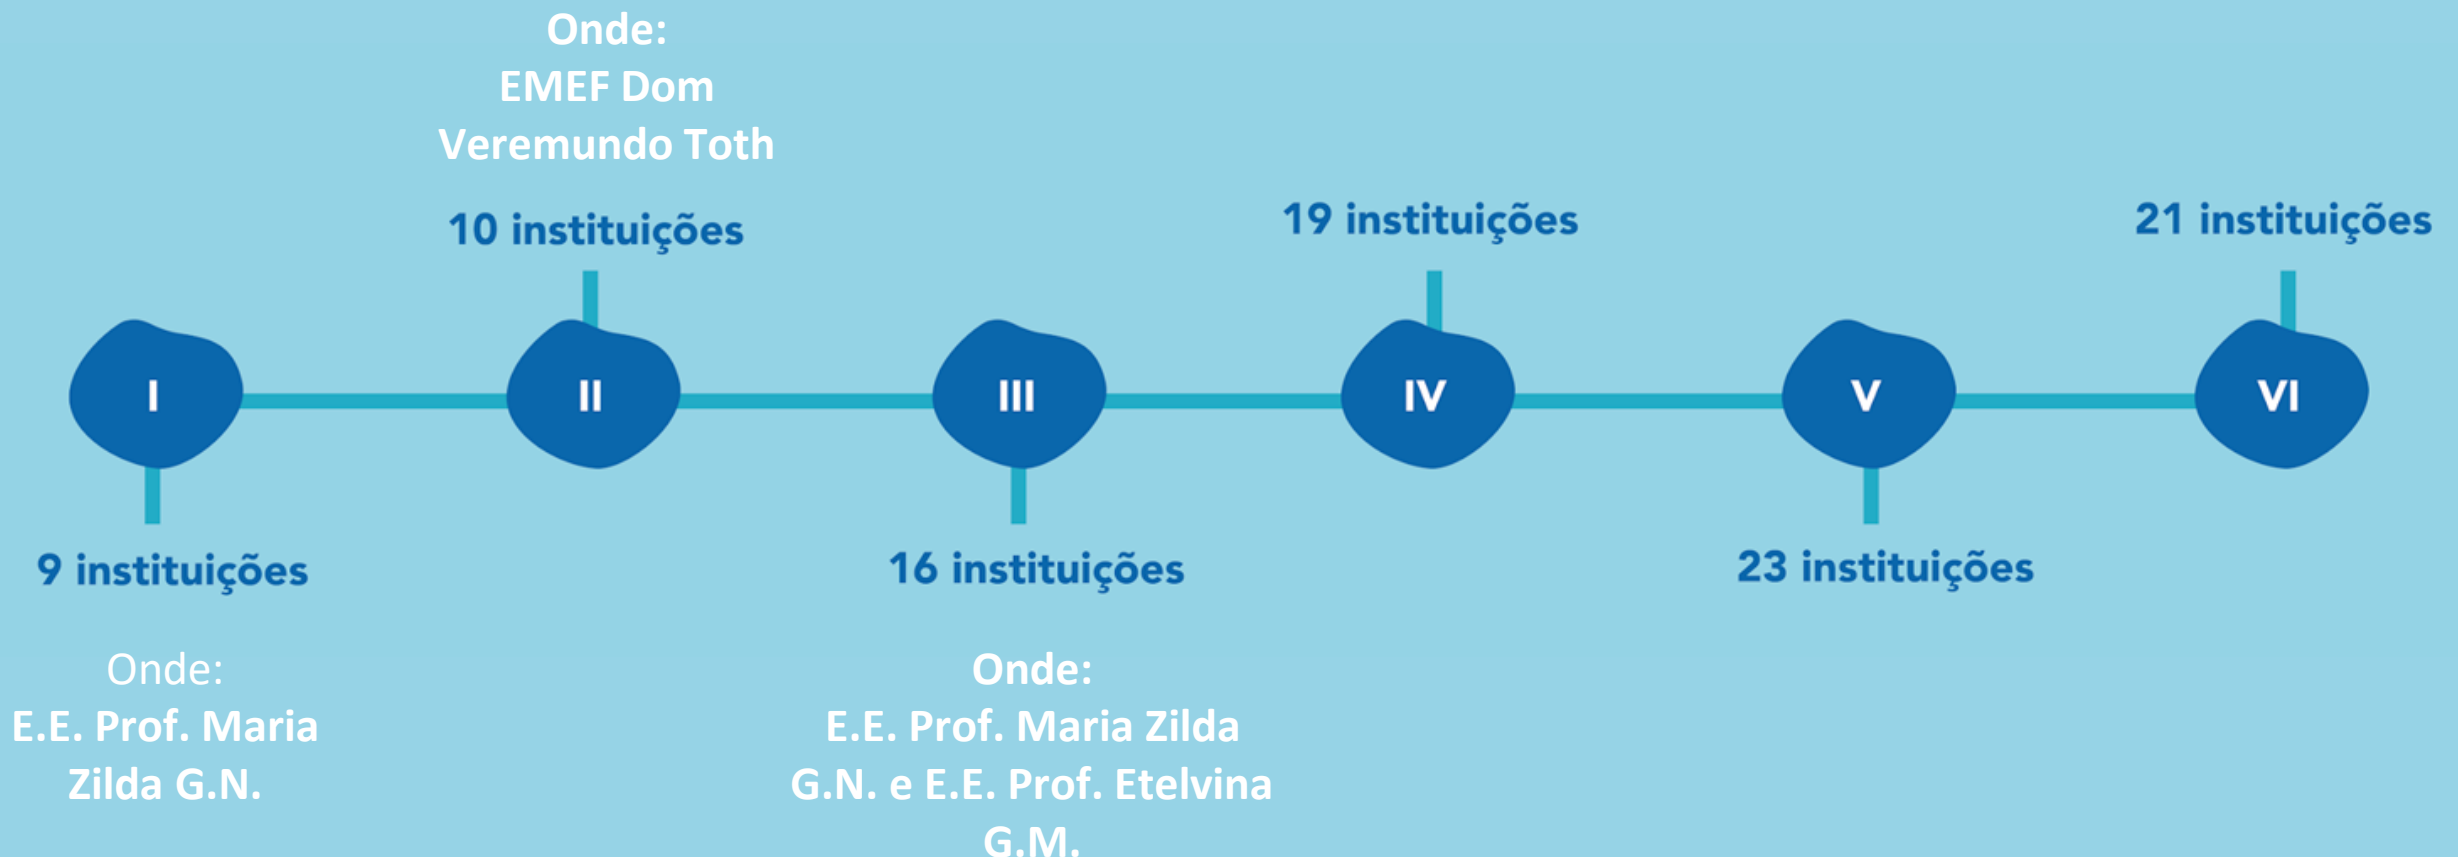 Onde:
EMEF Dom
Veremundo Toth
10 instituições
19 instituições
21 instituições
I
II
III
IV
V
VI
9 instituições
16 instituições
23 instituições
Onde:
E.E. Prof. Maria
Zilda G.N.
Onde:
E.E. Prof. Maria Zilda
G.N. e E.E. Prof. Etelvina
G.M.